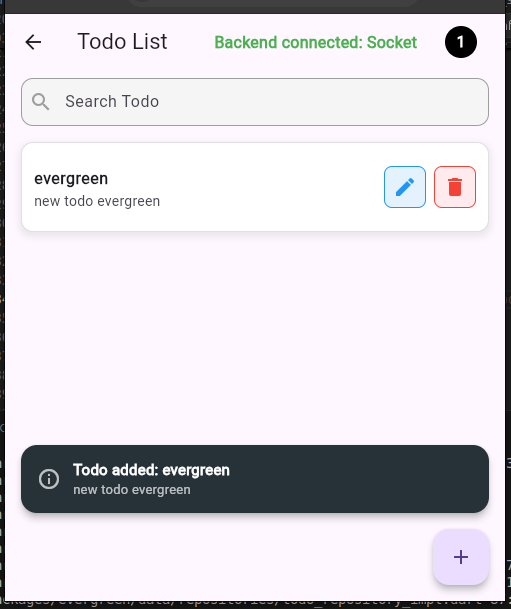 Todo List
Backend connected: Socket
1
Search Todo
evergreen
new todo evergreen
Todo added: evergreen
new todo evergreen